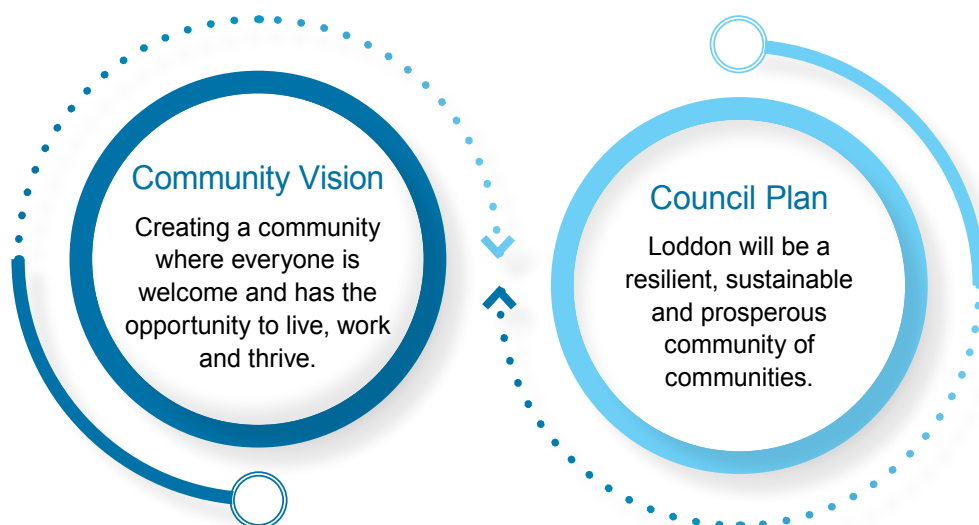 Community Vision
Creating a community
where everyone is
welcome and has the
opportunity to live, work
and thrive.
Council Plan
Loddon will be a
resilient, sustainable
and prosperous
community of
communities.